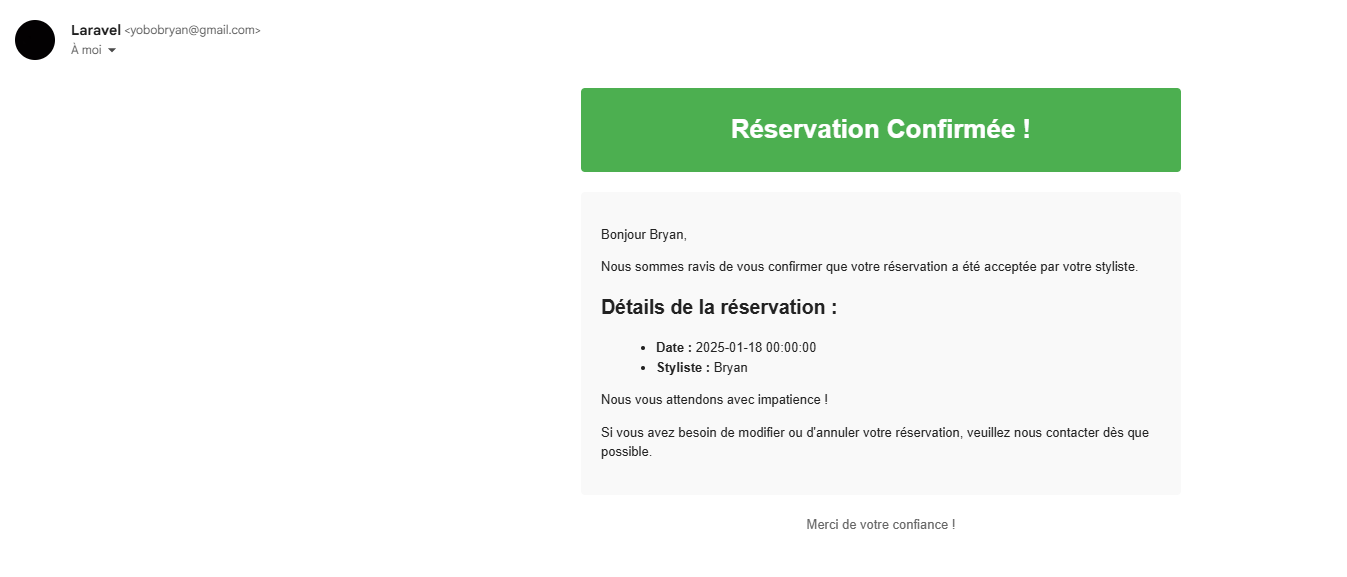 Laravel <yobobryan@gmail.com>
À moi
Réservation Confirmée !
Bonjour Bryan,
Nous sommes ravis de vous confirmer que votre réservation a été acceptée par votre styliste.
Détails de la réservation :
• Date : 2025-01-18 00:00:00
• Styliste : Bryan
Nous vous attendons avec impatience !
Si vous avez besoin de modifier ou d'annuler votre réservation, veuillez nous contacter dès que
possible.
Merci de votre confiance !